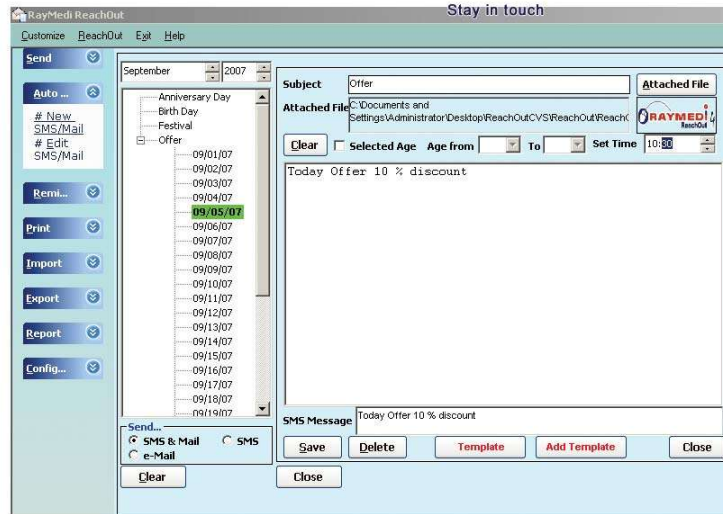 Stay in touch
RayMedi ReachOut
Customize ReachOut Exit Help
Send
Auto ...
# New
SMS/Mail
# Edit
SMS/Mail
Remi...
Print
Import
Export
Report
Config...
September 2007
Anniversary Day
Birth Day
Festival
Offer
09/01/07
09/02/07
09/03/07
09/04/07
09/05/07
09/06/07
09/07/07
09/08/07
09/09/07
09/10/07
09/11/07
09/12/07
09/13/07
09/14/07
09/15/07
09/16/07
09/17/07
09/18/07
09/19/07
Send...
SMS & Mail SMS
e-Mail
Clear
Subject Offer Attached File
Attached File C:\Documents and
Settings\Administrator\Desktop\ReachOutCVS\ReachOut\ReachO
RAYMEDI
ReachOut
Clear Selected Age Age from To Set Time 10:30
Today Offer 10 % discount
SMS Message Today Offer 10 % discount
Save Delete Template Add Template Close
Close